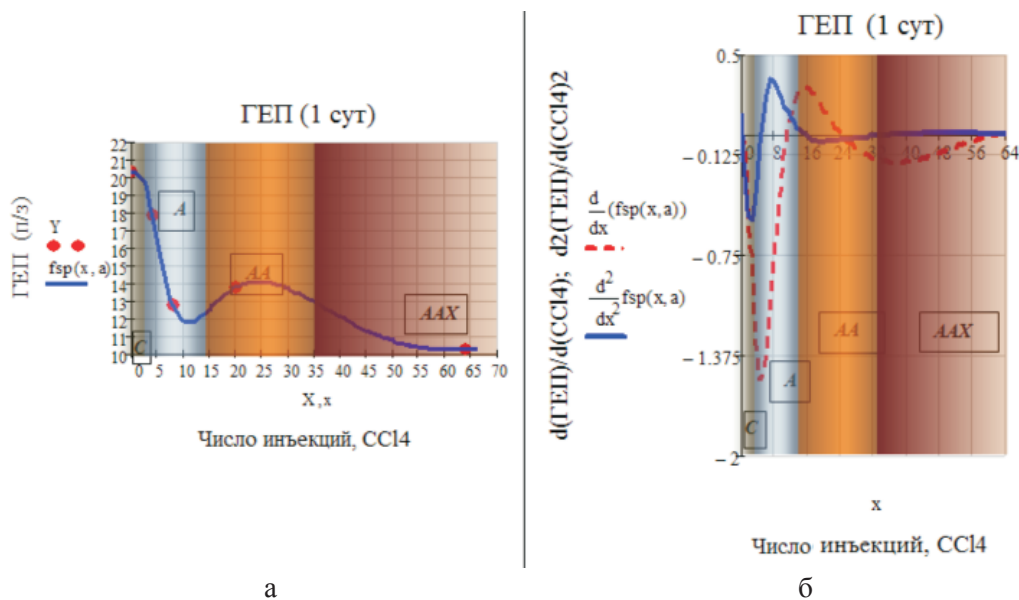 ГЕП (1 сут)
ГЕП (п/з)
22
21
20
19
18
17
16
15
14
13
12
11
10
Y
fsp(x,a)
C
A
AA
AAX
0 5 10 15 20 25 30 35 40 45 50 55 60 65 70
X,x
Число инъекций, CCl4
а
ГЕП (1 сут)
d(ГЕП)/d(CCl4); d2(ГЕП)/d(CCl4)2
0.5
−0.125
−0.75
−1.375
−2
d/dx (fsp(x,a))
d²/dx² fsp(x,a)
0 8 16 24 32 40 48 56 64
C
A
AA
AAX
x
Число инъекций, CCl4
б